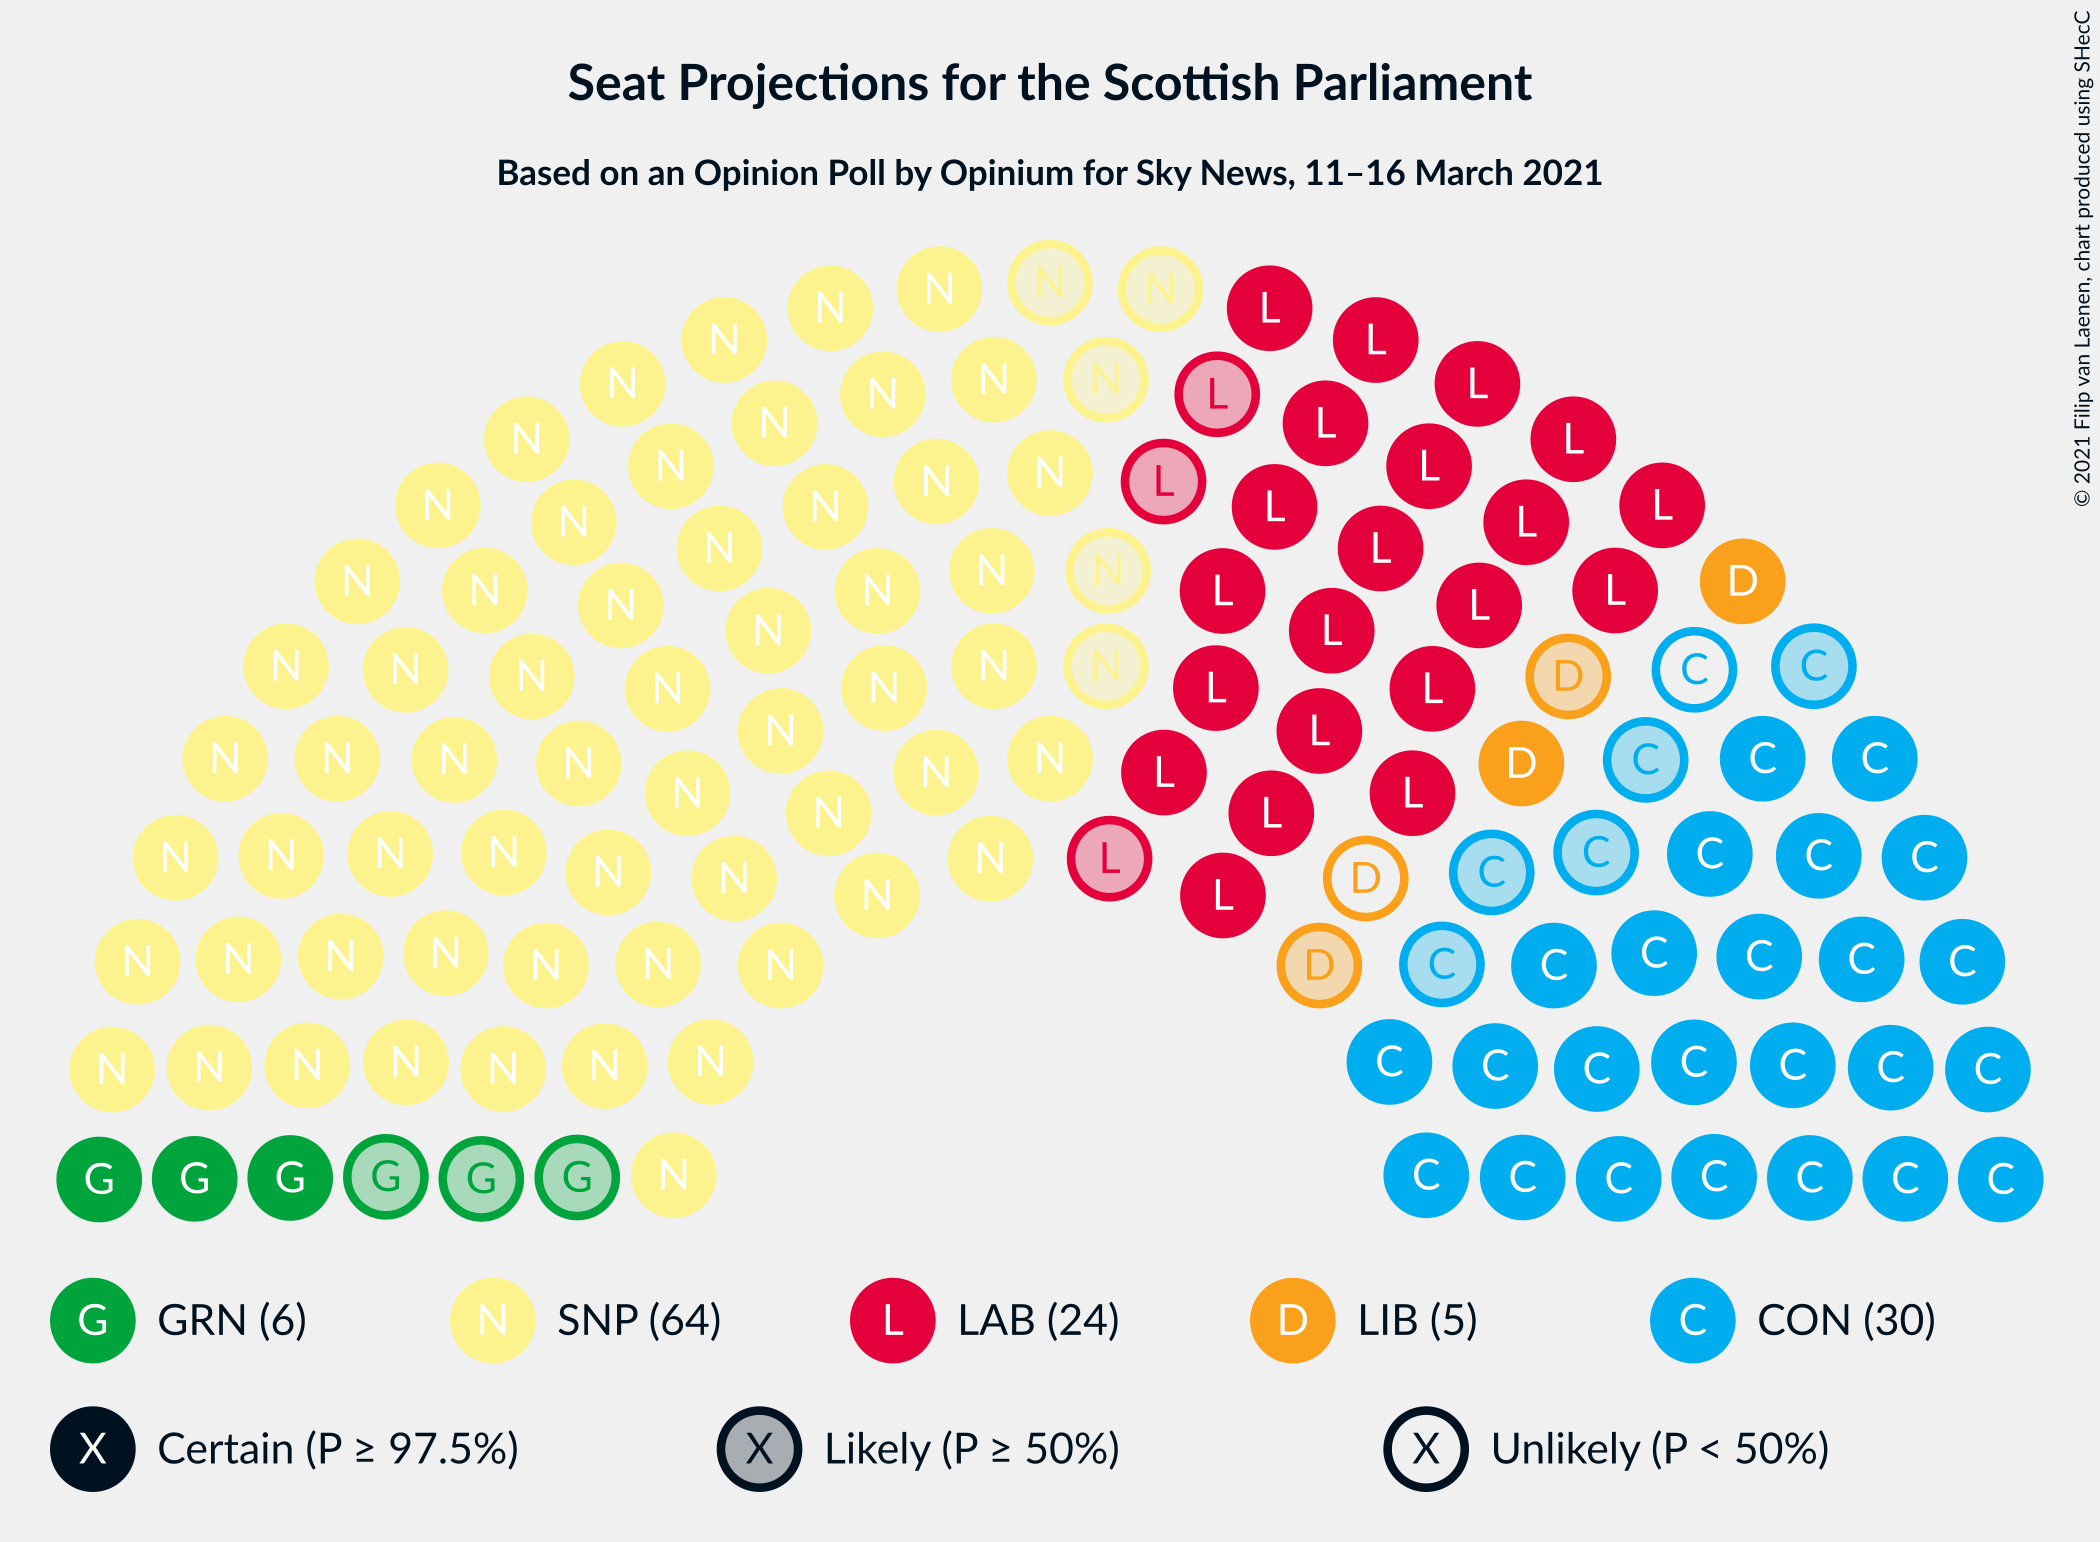 Seat Projections for the Scottish Parliament
Based on an Opinion Poll by Opinium for Sky News, 11–16 March 2021
© 2021 Filip van Laenen, chart produced using SHecC
N N N N L
N N L L
N N N L L
N L L
N N N L L
N N L L L
N N N L L
N N N L L
N N N L L L
N N N L D
N N N L L
N N N N L D C C
N N N L L
N N N N N L D C C C
N N N L L
N N N N N N L L D C C C C C
N N L
N N N N N N N D C C C C C C
N N N N N N N C C C C C C C
G G G G G G N C C C C C C C
G GRN (6) N SNP (64) L LAB (24) D LIB (5) C CON (30)
X Certain (P ≥ 97.5%) X Likely (P ≥ 50%) X Unlikely (P < 50%)